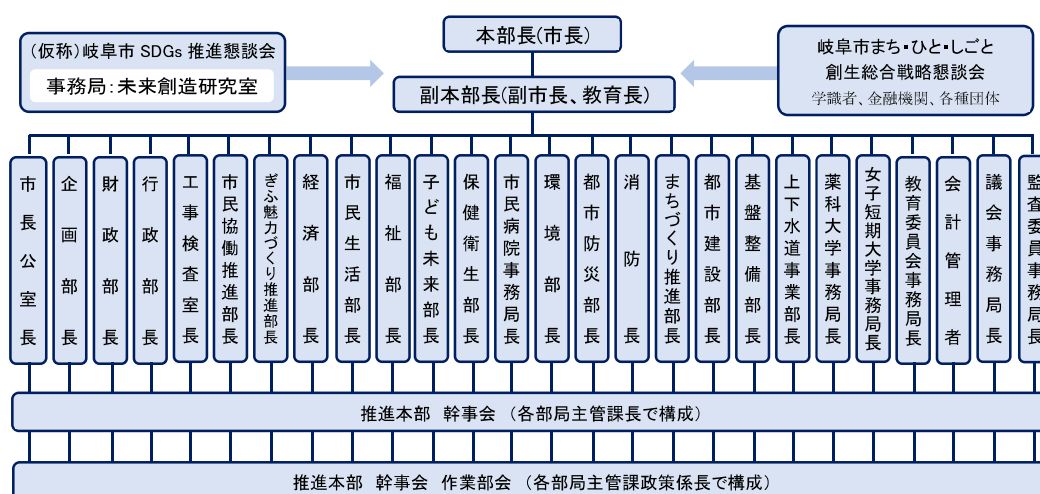 本部長(市長)
(仮称)岐阜市 SDGs 推進懇談会
事務局:未来創造研究室
岐阜市まち・ひと・しごと
創生総合戦略懇談会
学識者、金融機関、各種団体
副本部長(副市長、教育長)
市長公室長
企画部長
財政部長
行政部長
工事検査室長
市民協働推進部長
ぎふ魅力づくり推進部長
経済部長
市民生活部長
福祉部長
子ども未来部長
保健衛生部長
市民病院事務局長
環境部長
都市防災部長
消防長
まちづくり推進部長
都市建設部長
基盤整備部長
上下水道事業部長
薬科大学事務局長
女子短期大学事務局長
教育委員会事務局長
会計管理者
議会事務局長
監査委員事務局長
推進本部 幹事会 (各部局主管課長で構成)
推進本部 幹事会 作業部会 (各部局主管課政策係長で構成)